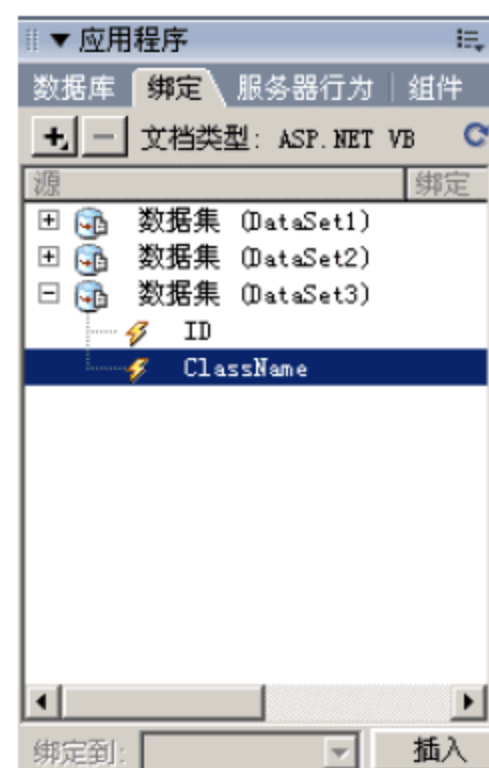 应用程序
数据库 绑定 服务器行为 组件
文档类型: ASP.NET VB
源 绑定
数据集 (DataSet1)
数据集 (DataSet2)
数据集 (DataSet3)
ID
ClassName
绑定到: 插入